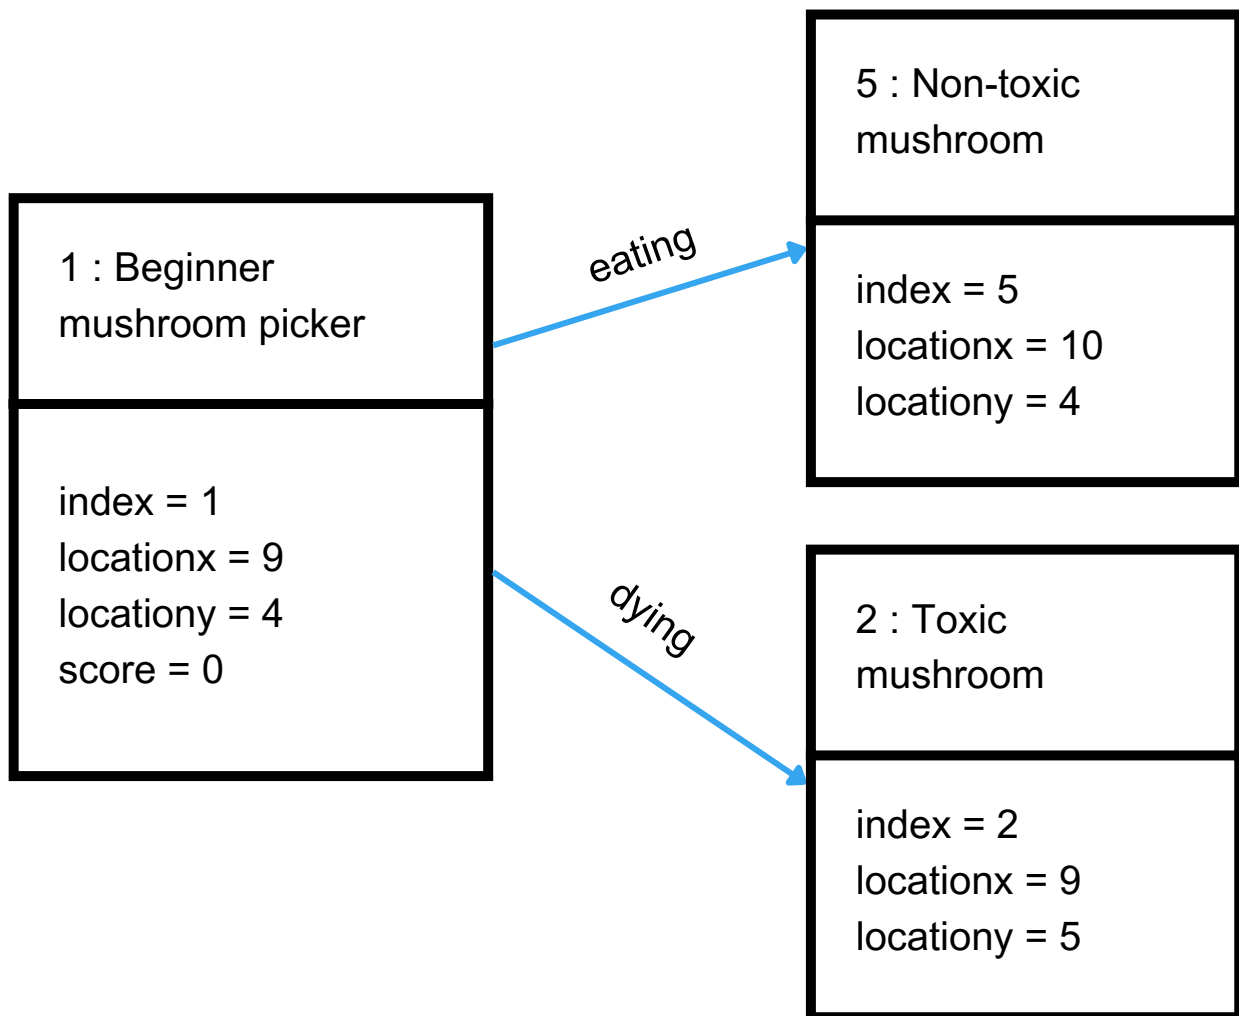 1 : Beginner
mushroom picker
index = 1
locationx = 9
locationy = 4
score = 0
eating
dying
5 : Non-toxic
mushroom
index = 5
locationx = 10
locationy = 4
2 : Toxic
mushroom
index = 2
locationx = 9
locationy = 5